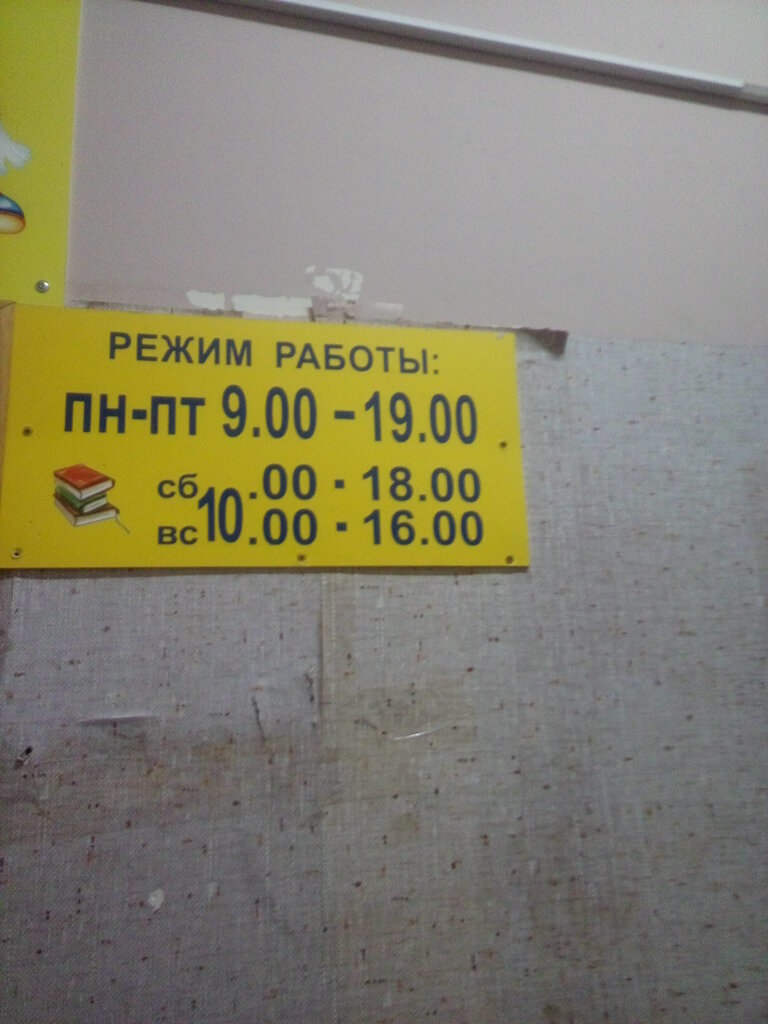 РЕЖИМ РАБОТЫ:
ПН-ПТ 9.00 - 19.00
сб 10.00 - 18.00
вс 10.00 - 16.00